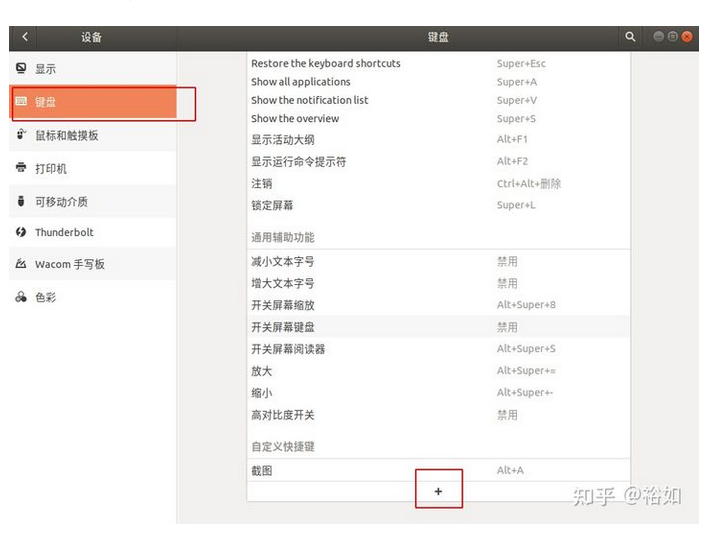 设备
键盘
显示
键盘
鼠标和触摸板
打印机
可移动介质
Thunderbolt
Wacom 手写板
色彩
Restore the keyboard shortcuts Super+Esc
Show all applications Super+A
Show the notification list Super+V
Show the overview Super+S
显示活动大纲 Alt+F1
显示运行命令提示符 Alt+F2
注销 Ctrl+Alt+删除
锁定屏幕 Super+L
通用辅助功能
减小文本字号 禁用
增大文本字号 禁用
开关屏幕缩放 Alt+Super+8
开关屏幕键盘 禁用
开关屏幕阅读器 Alt+Super+S
放大 Alt+Super+=
缩小 Alt+Super+-
高对比度开关 禁用
自定义快捷键
截图 Alt+A
+
知乎 @裕如